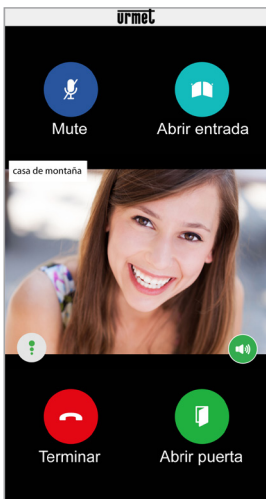 urmet
Mute
Abrir entrada
casa de montaña
Terminar
Abrir puerta